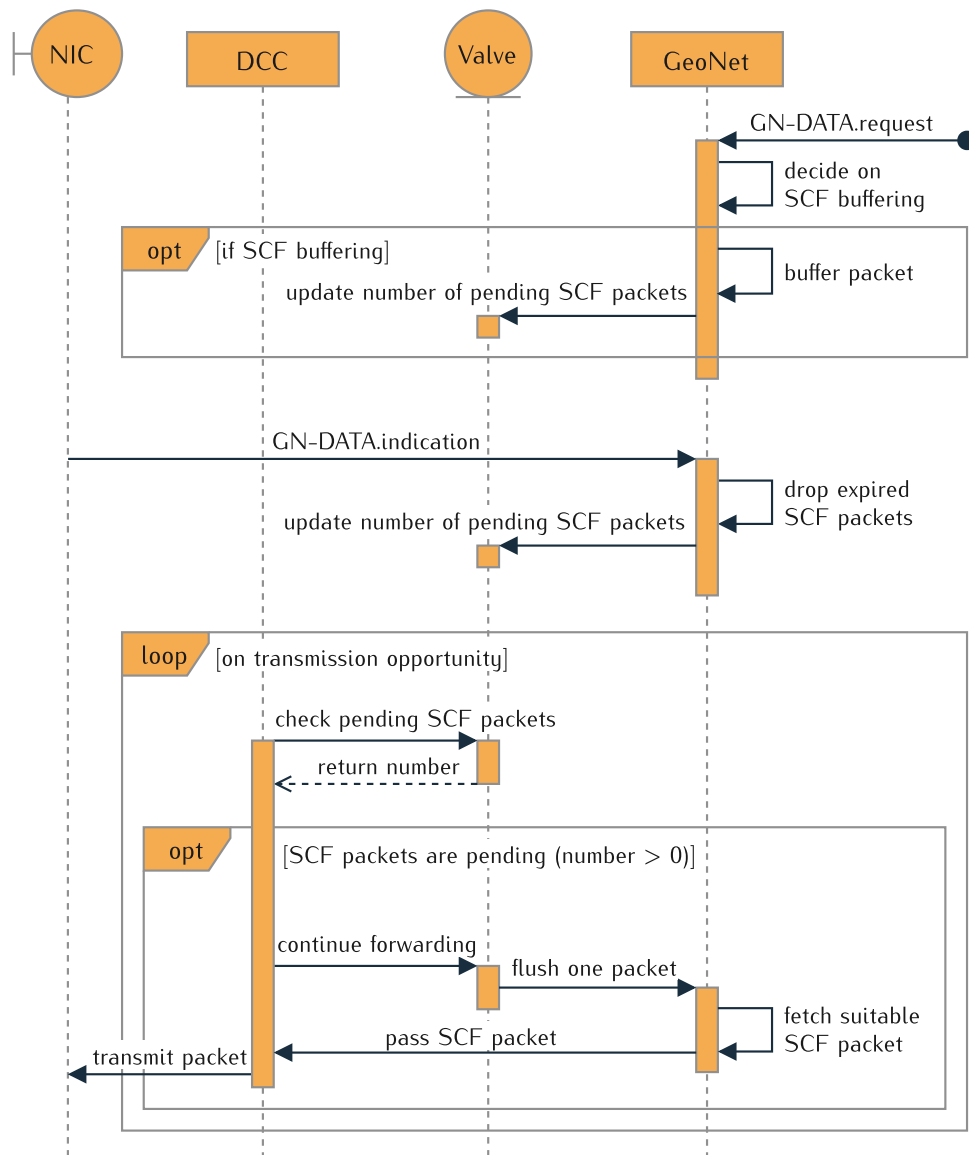 NIC
DCC
Valve
GeoNet
GN-DATA.request
decide on
SCF buffering
opt
[if SCF buffering]
buffer packet
update number of pending SCF packets
GN-DATA.indication
drop expired
SCF packets
update number of pending SCF packets
loop
[on transmission opportunity]
check pending SCF packets
return number
opt
[SCF packets are pending (number > 0)]
continue forwarding
flush one packet
fetch suitable
SCF packet
pass SCF packet
transmit packet